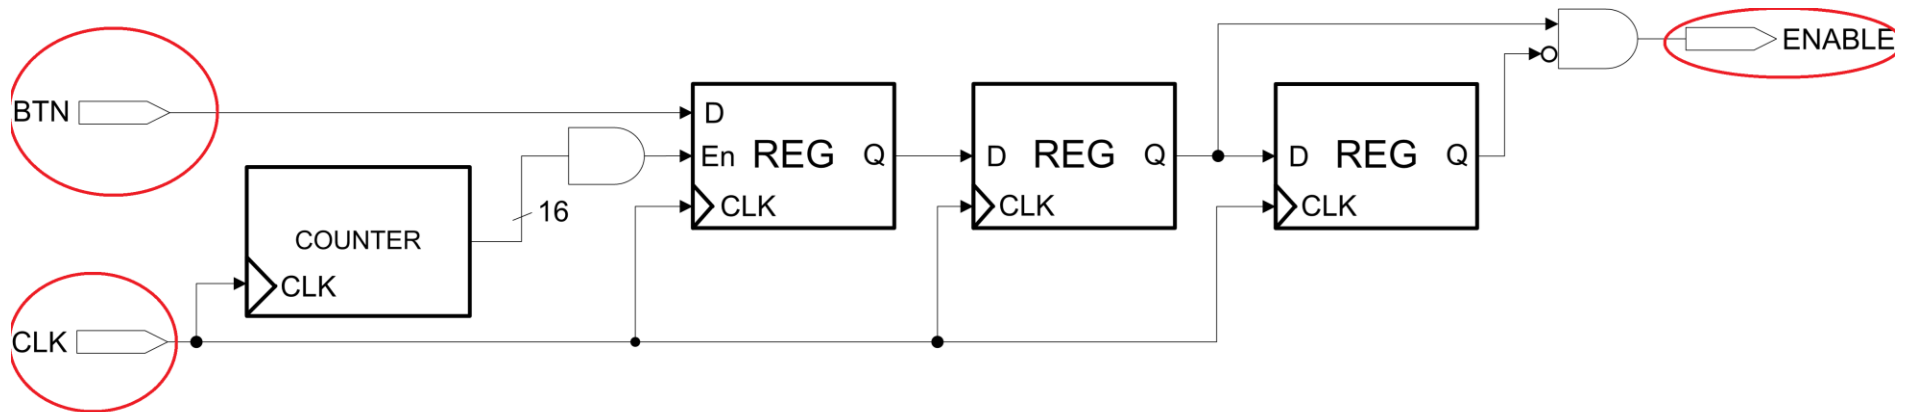 ENABLE
BTN
D
En REG Q
CLK
D REG Q
CLK
D REG Q
CLK
16
COUNTER
CLK
CLK